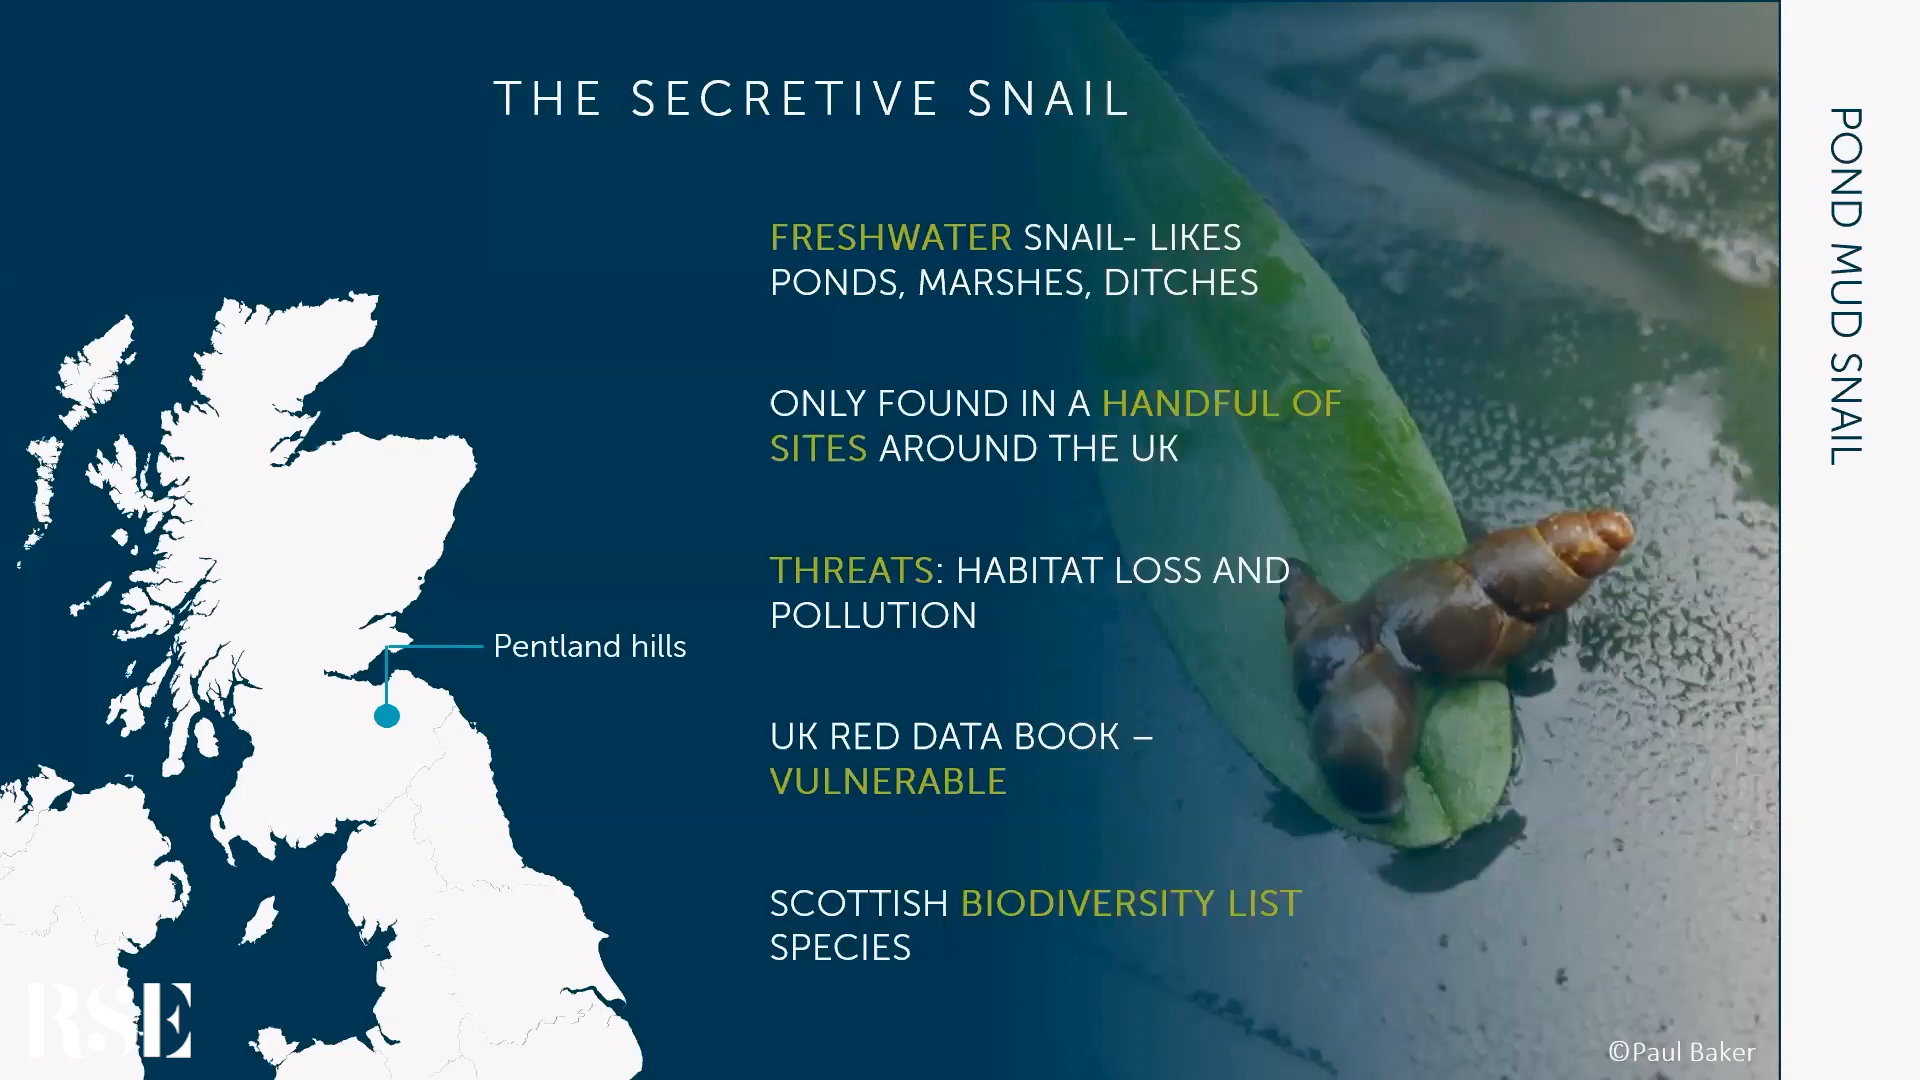 THE SECRETIVE SNAIL
FRESHWATER SNAIL- LIKES
PONDS, MARSHES, DITCHES
ONLY FOUND IN A HANDFUL OF
SITES AROUND THE UK
THREATS: HABITAT LOSS AND
POLLUTION
Pentland hills
UK RED DATA BOOK –
VULNERABLE
SCOTTISH BIODIVERSITY LIST
SPECIES
POND MUD SNAIL
RSE
©Paul Baker